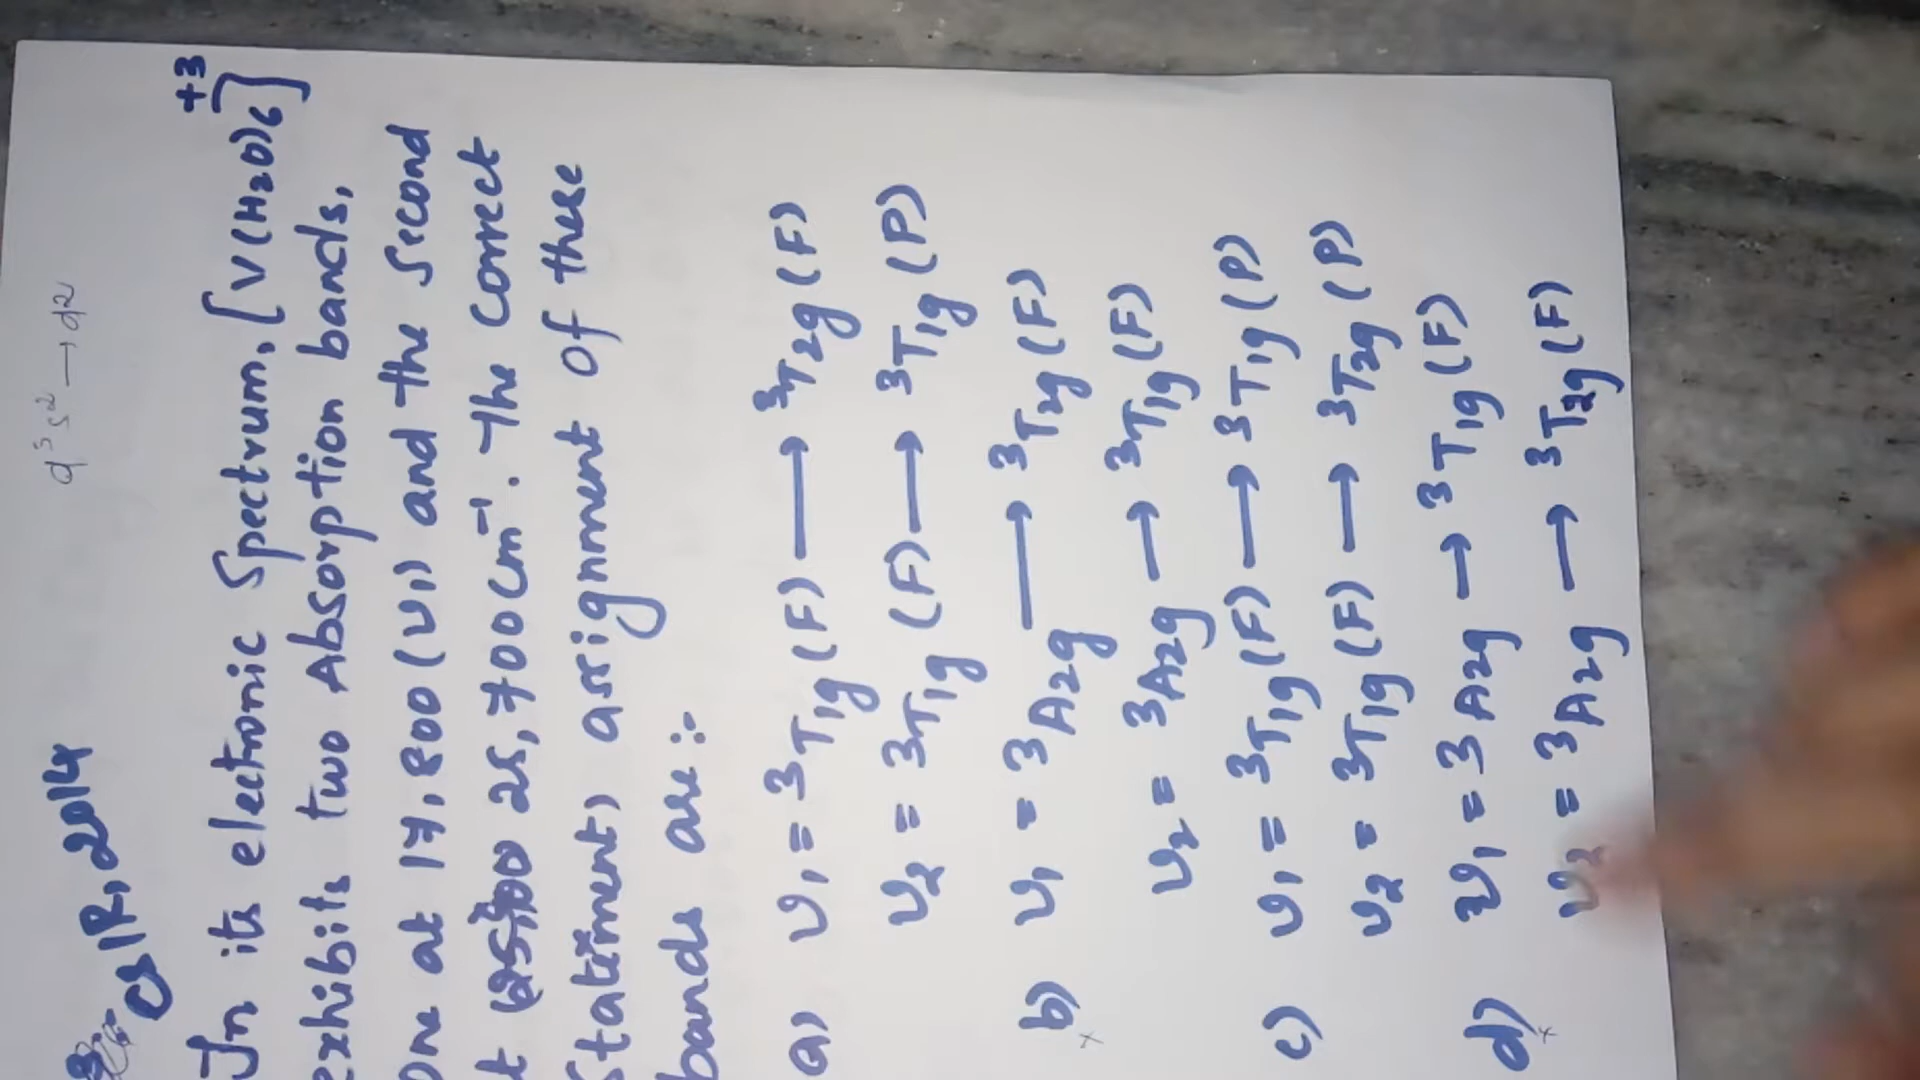 d³s² → d²
CSIR, 2014
In its electronic Spectrum, [V(H₂O)₆]⁺³
exhibits two Absorption bands,
One at 17,800 (ν₁) and the Second
t 25,700 cm⁻¹. The Correct
Statement) assignment of these
bands are :-
a) ν₁ = ³T₁g (F) → ³T₂g (F)
ν₂ = ³T₁g (F) → ³T₁g (P)
b) ν₁ = ³A₂g → ³T₂g (F)
ν₂ = ³A₂g → ³T₁g (F)
c) ν₁ = ³T₁g (F) → ³T₁g (P)
ν₂ = ³T₁g (F) → ³T₂g (P)
d) ν₁ = ³A₂g → ³T₁g (F)
ν₂ = ³A₂g → ³T₂g (F)